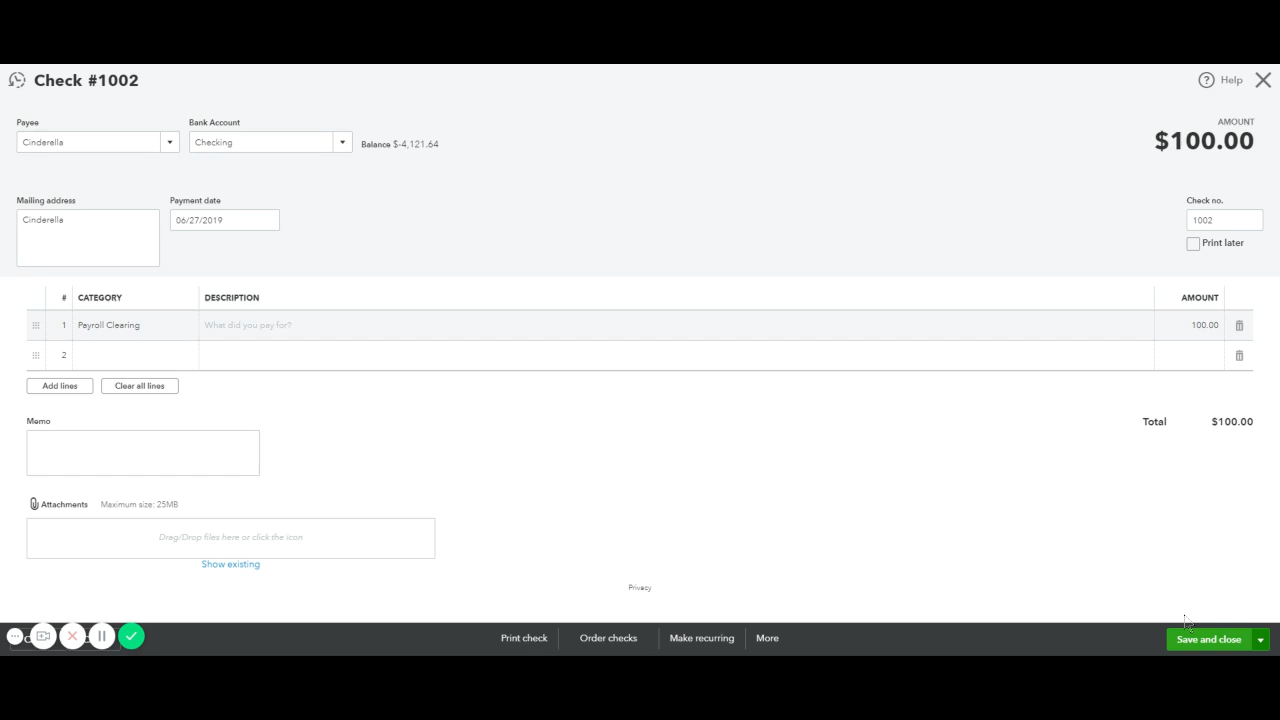 Check #1002
Help
Payee
Bank Account
AMOUNT
Cinderella
Checking
Balance $-4,121.64
$100.00
Mailing address
Payment date
Check no.
Cinderella
06/27/2019
1002
Print later
# CATEGORY DESCRIPTION AMOUNT
1 Payroll Clearing What did you pay for? 100.00
2
Add lines
Clear all lines
Memo
Total $100.00
Attachments Maximum size: 25MB
Drag/Drop files here or click the icon
Show existing
Privacy
Print check
Order checks
Make recurring
More
Save and close